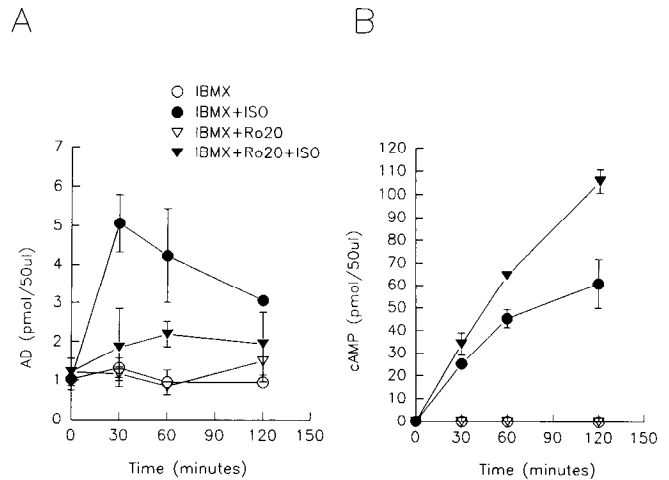 A
B
IBMX
IBMX+ISO
IBMX+Ro20
IBMX+Ro20+ISO
AD (pmol/50ul)
7
6
5
4
3
2
1
0
0 30 60 90 120 150
Time (minutes)
cAMP (pmol/50ul)
120
110
100
90
80
70
60
50
40
30
20
10
0
0 30 60 90 120 150
Time (minutes)